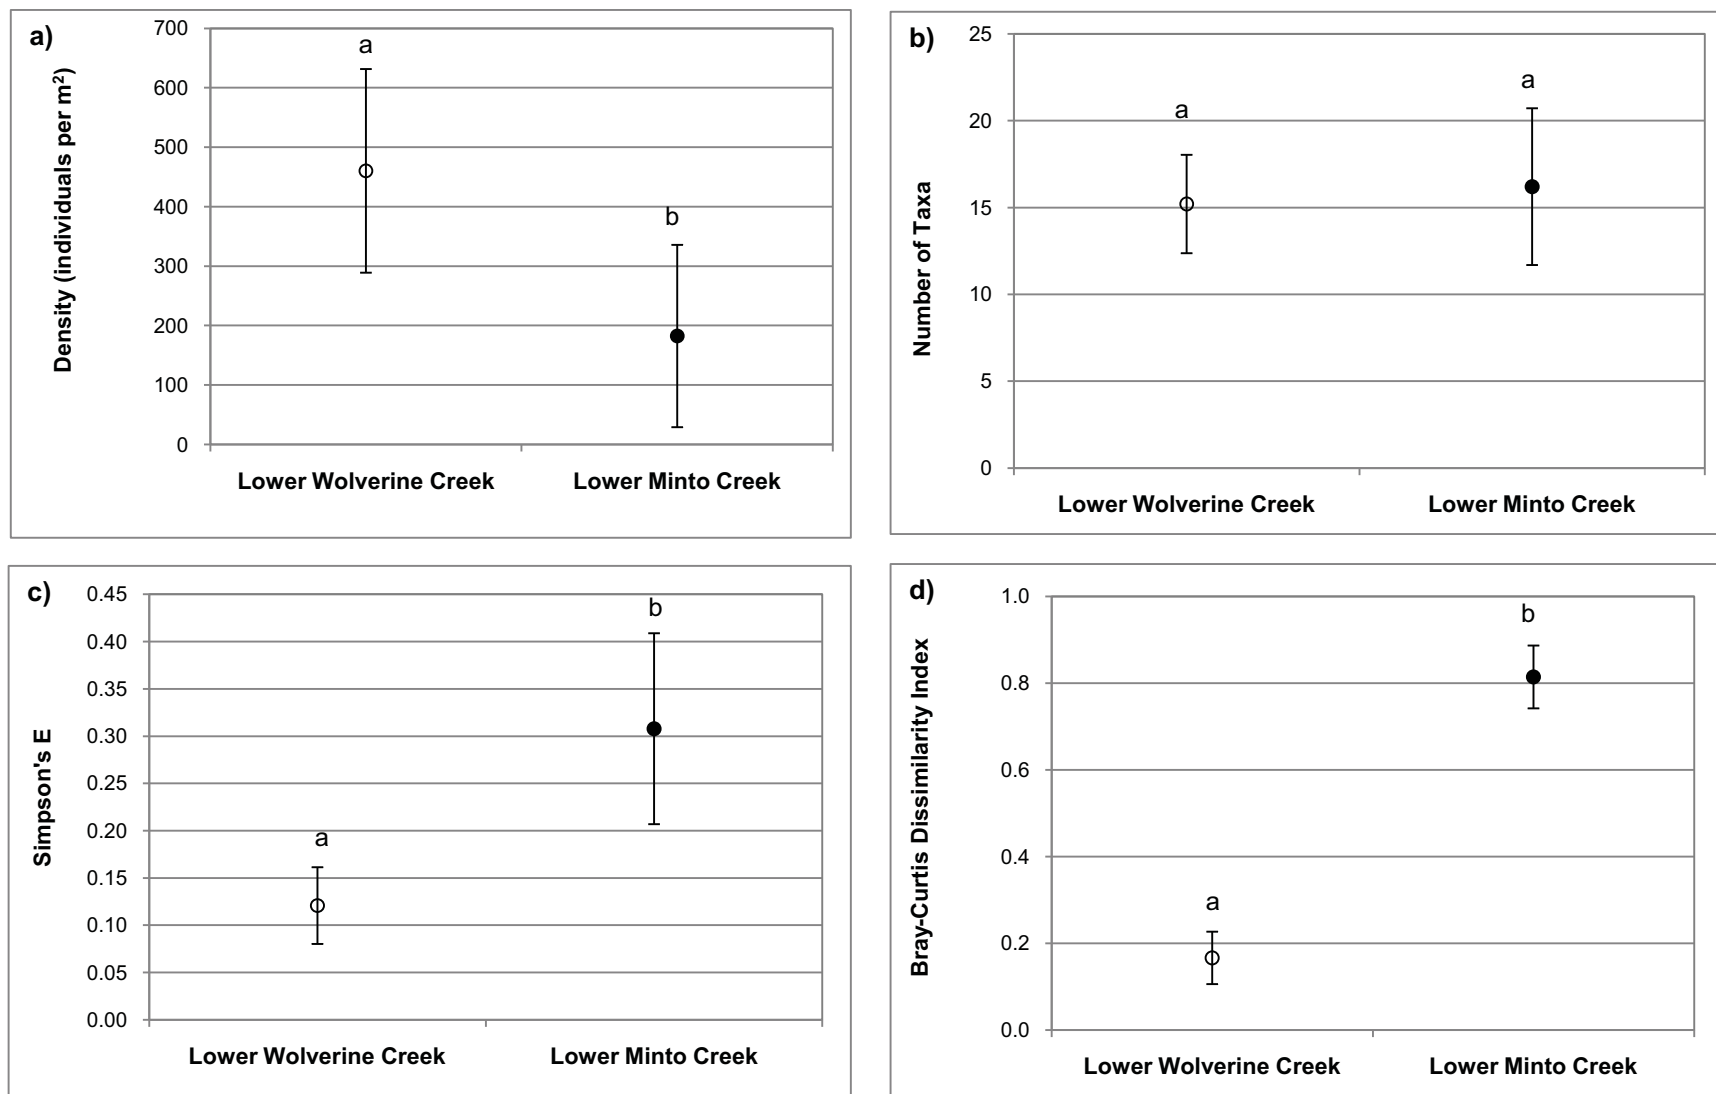 a)
Density (individuals per m²)
700
600
500
400
300
200
100
0
a
b
Lower Wolverine Creek
Lower Minto Creek
b)
Number of Taxa
25
20
15
10
5
0
a
a
Lower Wolverine Creek
Lower Minto Creek
c)
Simpson's E
0.45
0.40
0.35
0.30
0.25
0.20
0.15
0.10
0.05
0.00
a
b
Lower Wolverine Creek
Lower Minto Creek
d)
Bray-Curtis Dissimilarity Index
1.0
0.8
0.6
0.4
0.2
0.0
a
b
Lower Wolverine Creek
Lower Minto Creek